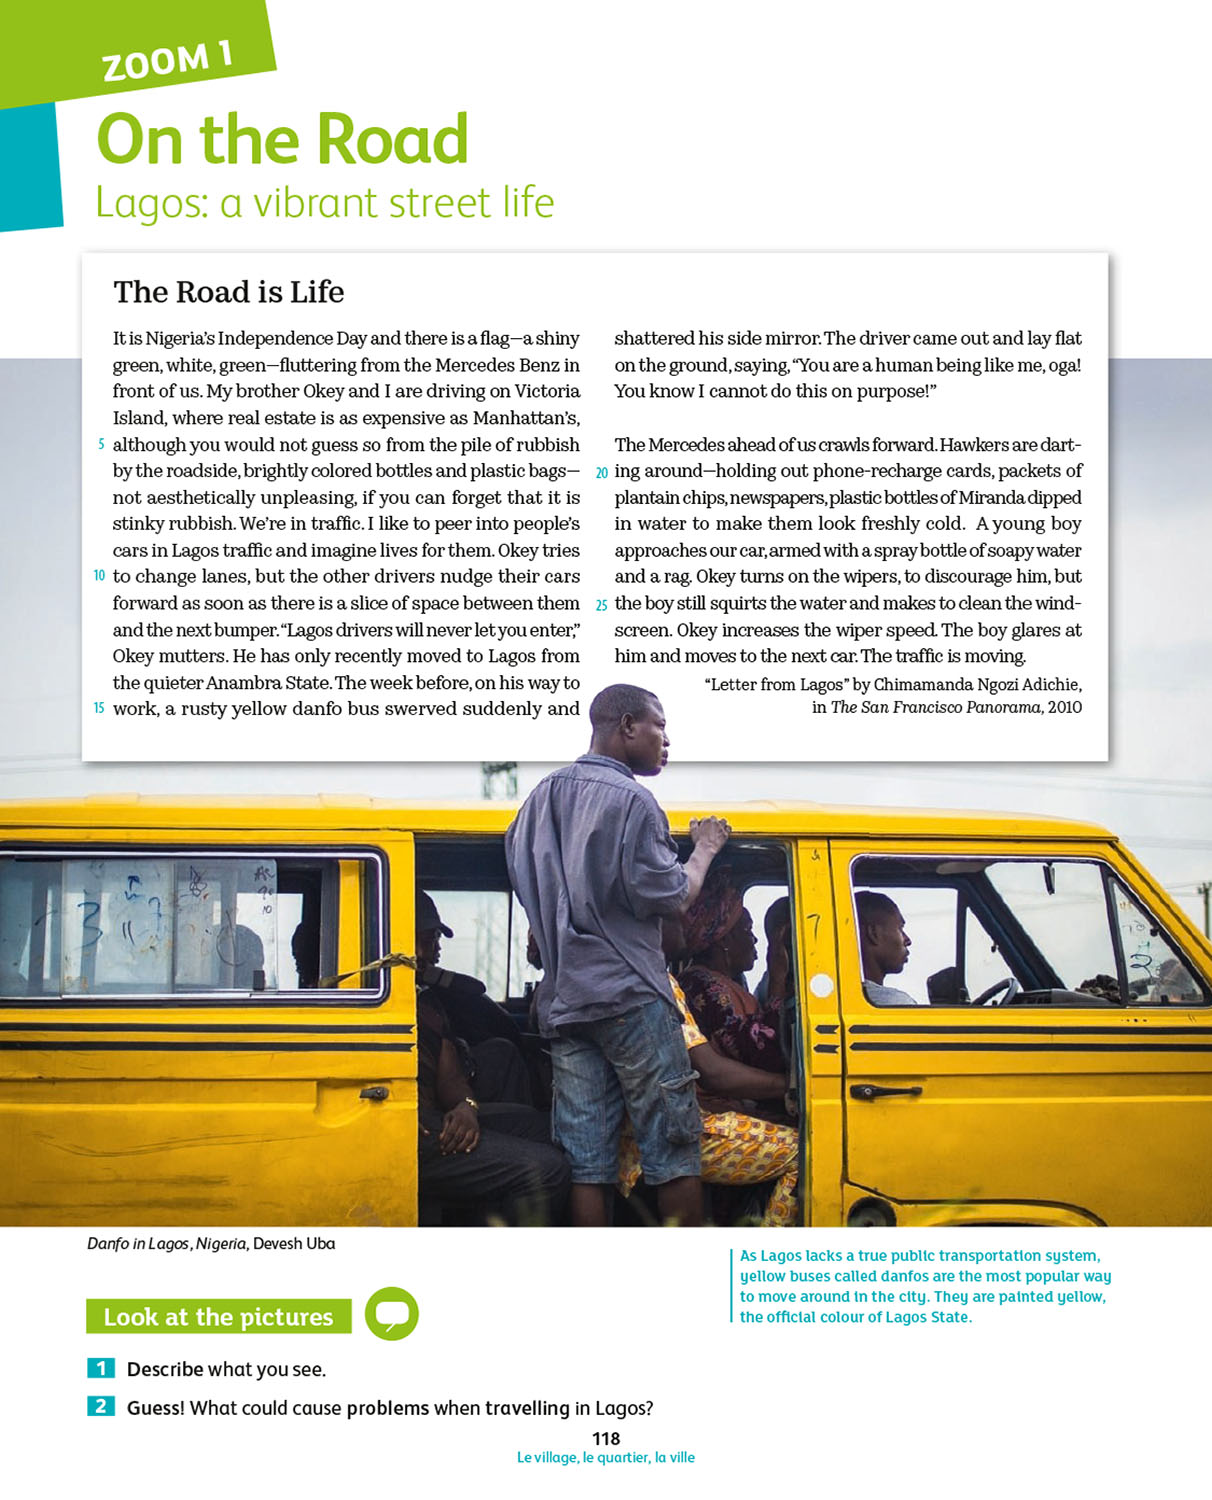 ZOOM 1
On the Road
Lagos: a vibrant street life
The Road is Life
It is Nigeria's Independence Day and there is a flag—a shiny
green, white, green—fluttering from the Mercedes Benz in
front of us. My brother Okey and I are driving on Victoria
Island, where real estate is as expensive as Manhattan's,
5 although you would not guess so from the pile of rubbish
by the roadside, brightly colored bottles and plastic bags—
not aesthetically unpleasing, if you can forget that it is
stinky rubbish. We're in traffic. I like to peer into people's
cars in Lagos traffic and imagine lives for them. Okey tries
10 to change lanes, but the other drivers nudge their cars
forward as soon as there is a slice of space between them
and the next bumper. "Lagos drivers will never let you enter,"
Okey mutters. He has only recently moved to Lagos from
the quieter Anambra State. The week before, on his way to
15 work, a rusty yellow danfo bus swerved suddenly and
shattered his side mirror. The driver came out and lay flat
on the ground, saying, "You are a human being like me, oga!
You know I cannot do this on purpose!"
The Mercedes ahead of us crawls forward. Hawkers are dart-
20 ing around—holding out phone-recharge cards, packets of
plantain chips, newspapers, plastic bottles of Miranda dipped
in water to make them look freshly cold. A young boy
approaches our car, armed with a spray bottle of soapy water
and a rag. Okey turns on the wipers, to discourage him, but
25 the boy still squirts the water and makes to clean the wind-
screen. Okey increases the wiper speed. The boy glares at
him and moves to the next car. The traffic is moving.
"Letter from Lagos" by Chimamanda Ngozi Adichie,
in The San Francisco Panorama, 2010
Danfo in Lagos, Nigeria, Devesh Uba
As Lagos lacks a true public transportation system,
yellow buses called danfos are the most popular way
to move around in the city. They are painted yellow,
the official colour of Lagos State.
Look at the pictures
1 Describe what you see.
2 Guess! What could cause problems when travelling in Lagos?
118
Le village, le quartier, la ville